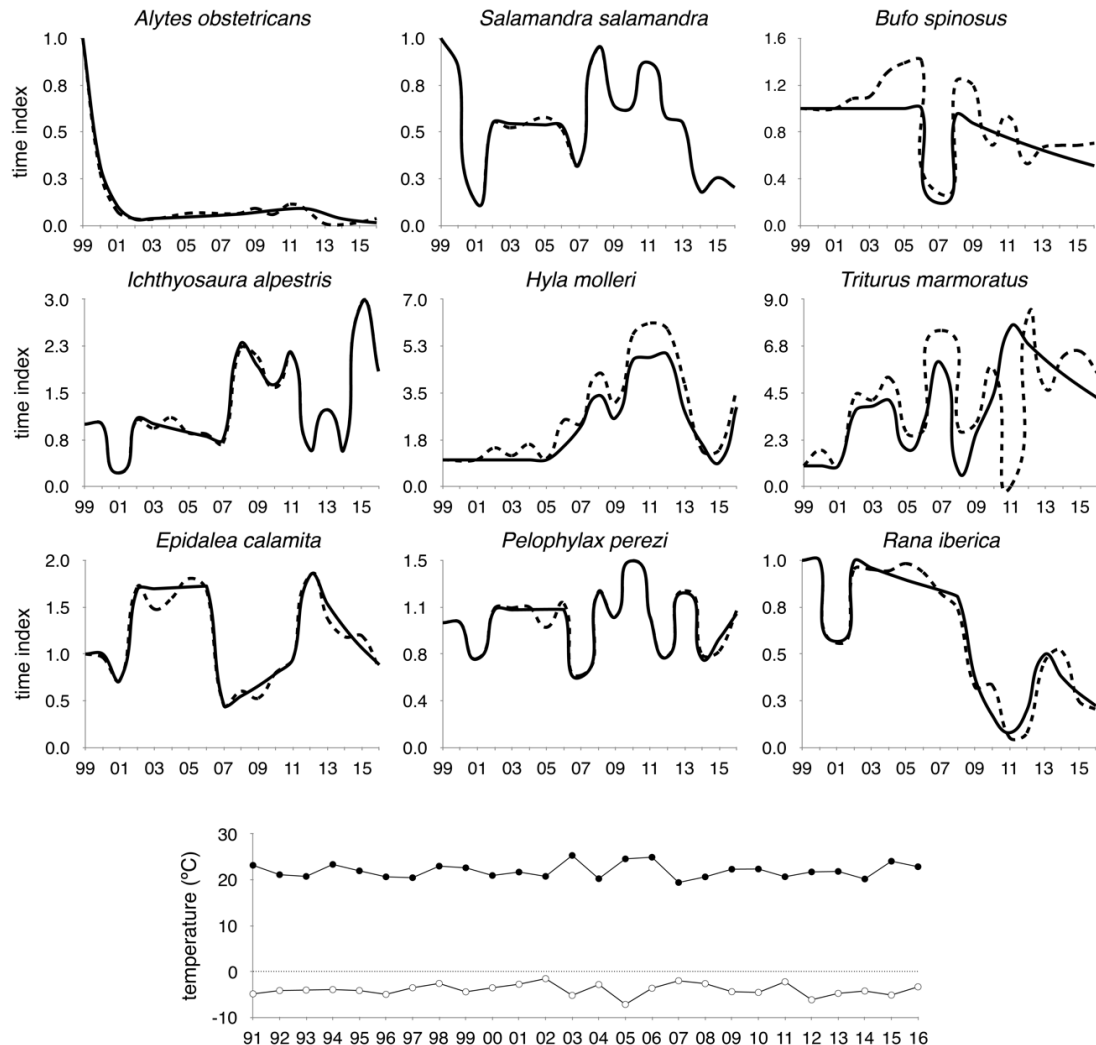 Alytes obstetricans Salamandra salamandra Bufo spinosus
time index
1.0
0.8
0.5
0.3
0.0
99 01 03 05 07 09 11 13 15
1.0
0.8
0.5
0.3
0.0
99 01 03 05 07 09 11 13 15
1.6
1.2
0.8
0.4
0.0
99 01 03 05 07 09 11 13 15
Ichthyosaura alpestris Hyla molleri Triturus marmoratus
time index
3.0
2.3
1.5
0.8
0.0
99 01 03 05 07 09 11 13 15
7.0
5.3
3.5
1.8
0.0
99 01 03 05 07 09 11 13 15
9.0
6.8
4.5
2.3
0.0
99 01 03 05 07 09 11 13 15
Epidalea calamita Pelophylax perezi Rana iberica
time index
2.0
1.5
1.0
0.5
0.0
99 01 03 05 07 09 11 13 15
1.5
1.1
0.8
0.4
0.0
99 01 03 05 07 09 11 13 15
1.0
0.8
0.5
0.3
0.0
99 01 03 05 07 09 11 13 15
temperature (ºC)
30
20
10
0
-10
91 92 93 94 95 96 97 98 99 00 01 02 03 04 05 06 07 08 09 10 11 12 13 14 15 16